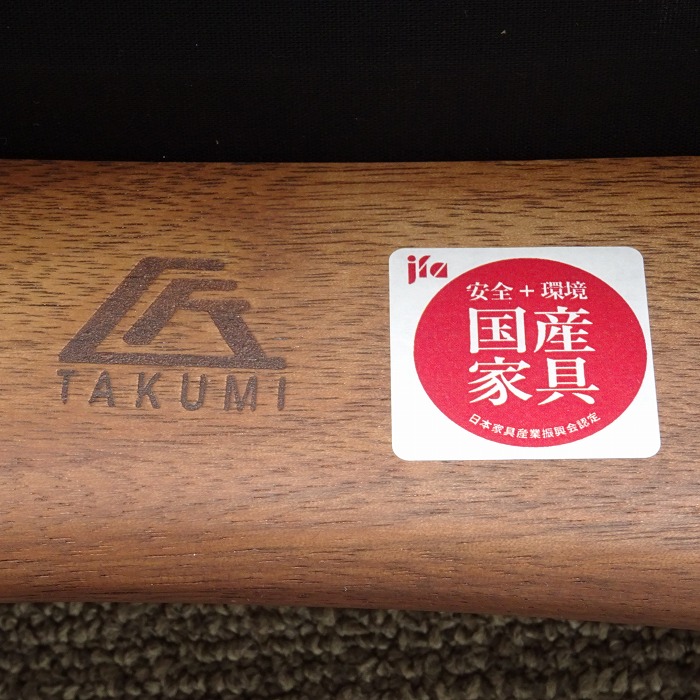 TAKUMI
jfa
安全+環境
国産
家具
日本家具産業振興会認定